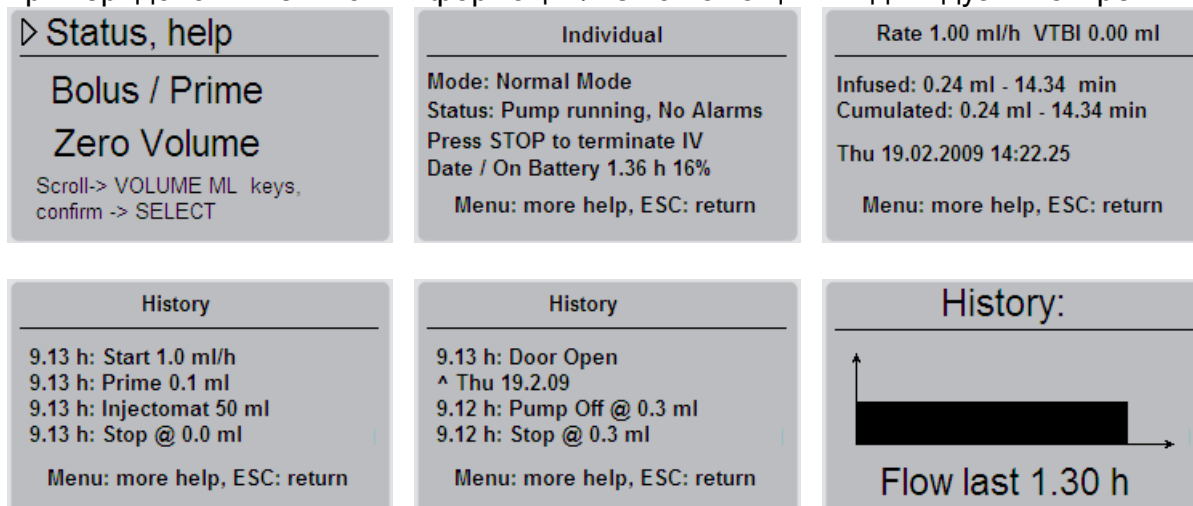 Status, help
Bolus / Prime
Zero Volume
Scroll-> VOLUME ML keys,
confirm -> SELECT
Individual
Mode: Normal Mode
Status: Pump running, No Alarms
Press STOP to terminate IV
Date / On Battery 1.36 h 16%
Menu: more help, ESC: return
Rate 1.00 ml/h VTBI 0.00 ml
Infused: 0.24 ml - 14.34 min
Cumulated: 0.24 ml - 14.34 min
Thu 19.02.2009 14:22.25
Menu: more help, ESC: return
History
9.13 h: Start 1.0 ml/h
9.13 h: Prime 0.1 ml
9.13 h: Injectomat 50 ml
9.13 h: Stop @ 0.0 ml
Menu: more help, ESC: return
History
9.13 h: Door Open
^ Thu 19.2.09
9.12 h: Pump Off @ 0.3 ml
9.12 h: Stop @ 0.3 ml
Menu: more help, ESC: return
History:
Flow last 1.30 h